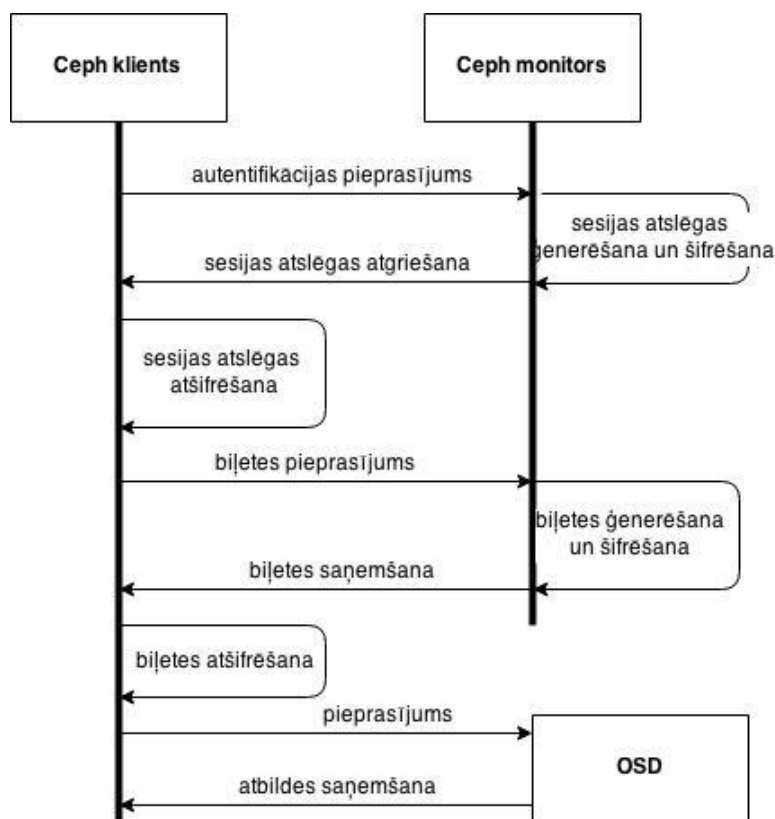 Ceph klients
Ceph monitors
autentifikācijas pieprasījums
sesijas atslēgas
ģenerēšana un šifrēšana
sesijas atslēgas atgriešana
sesijas atslēgas
atšifrēšana
biļetes pieprasījums
biļetes ģenerēšana
un šifrēšana
biļetes saņemšana
biļetes atšifrēšana
pieprasījums
OSD
atbildes saņemšana